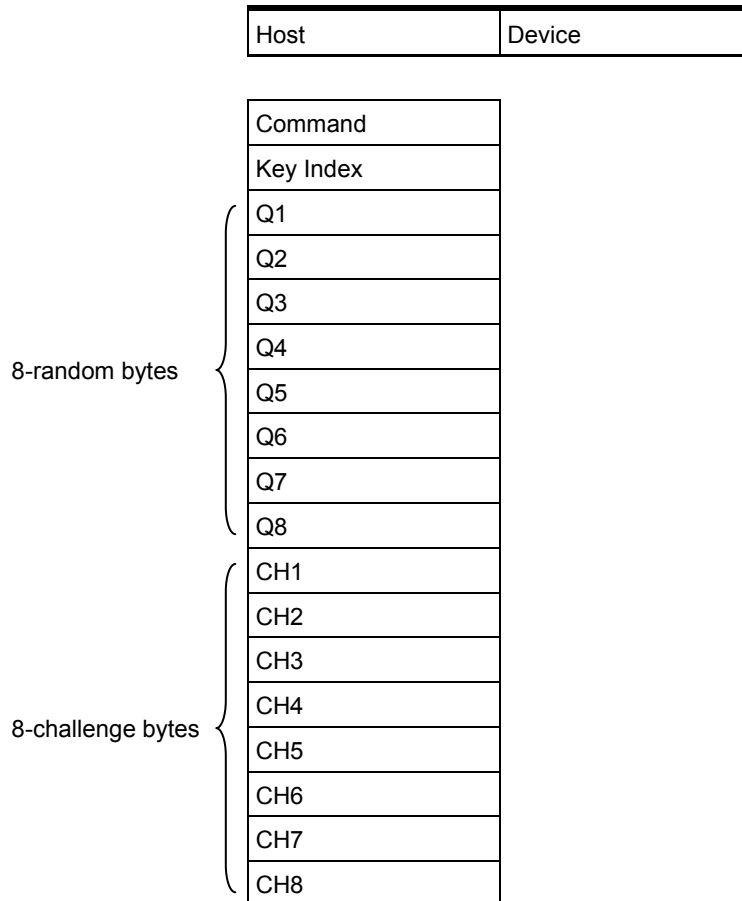 Host Device
Command
Key Index
Q1
Q2
Q3
Q4
8-random bytes
Q5
Q6
Q7
Q8
CH1
CH2
CH3
CH4
8-challenge bytes
CH5
CH6
CH7
CH8